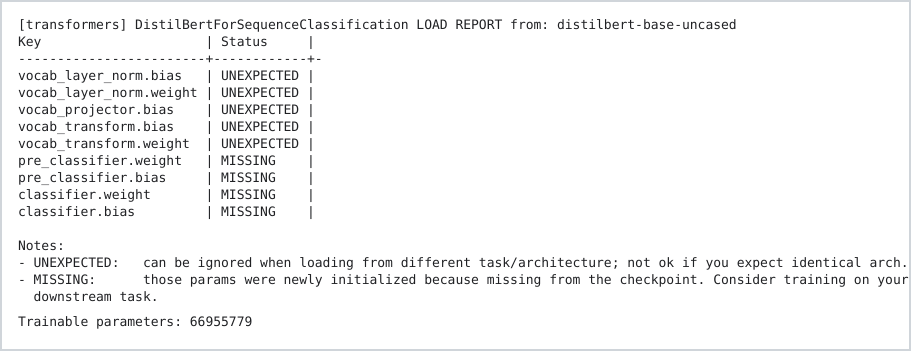 [transformers] DistilBertForSequenceClassification LOAD REPORT from: distilbert-base-uncased
Key                     | Status     |
------------------------+------------+-
vocab_layer_norm.bias   | UNEXPECTED |
vocab_layer_norm.weight | UNEXPECTED |
vocab_projector.bias    | UNEXPECTED |
vocab_transform.bias    | UNEXPECTED |
vocab_transform.weight  | UNEXPECTED |
pre_classifier.weight   | MISSING    |
pre_classifier.bias     | MISSING    |
classifier.weight       | MISSING    |
classifier.bias         | MISSING    |

Notes:
- UNEXPECTED:   can be ignored when loading from different task/architecture; not ok if you expect identical arch.
- MISSING:      those params were newly initialized because missing from the checkpoint. Consider training on your
  downstream task.
Trainable parameters: 66955779